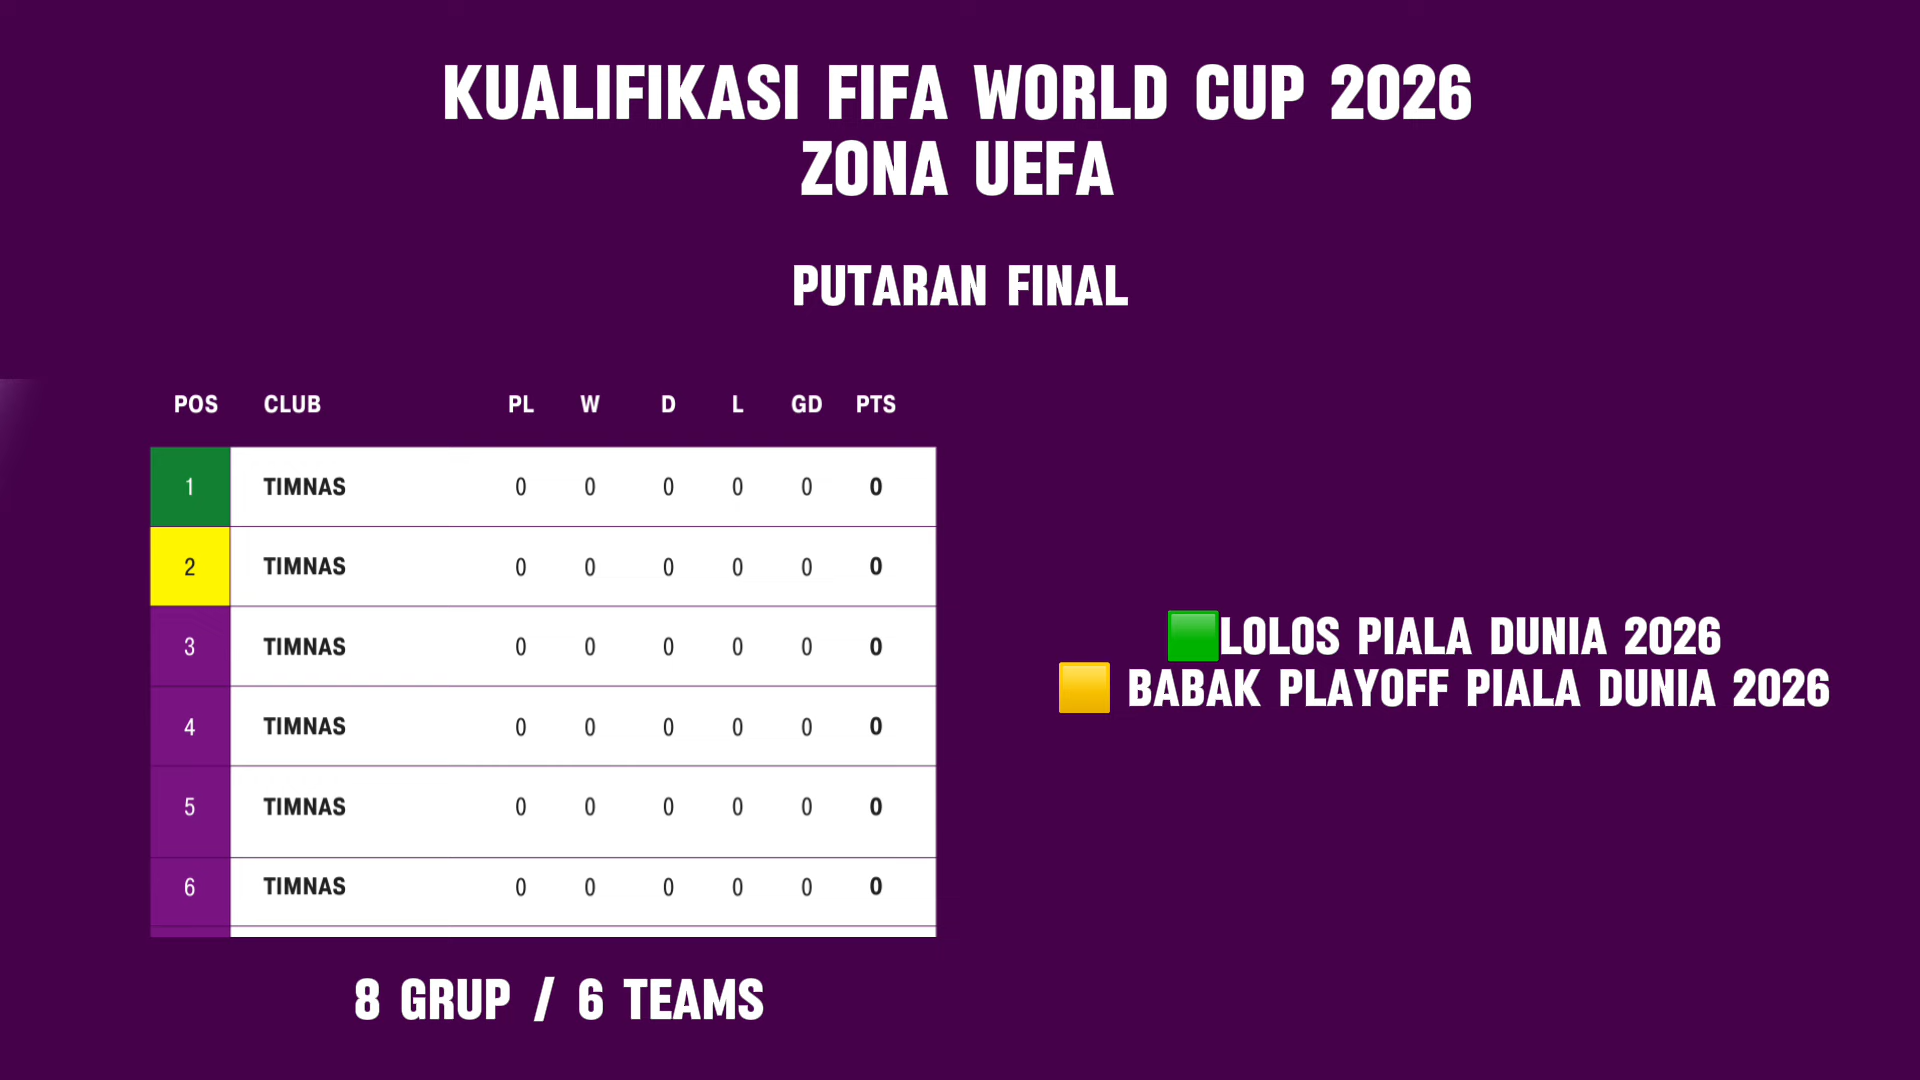 KUALIFIKASI FIFA WORLD CUP 2026
ZONA UEFA
PUTARAN FINAL
POS CLUB PL W D L GD PTS
1 TIMNAS 0 0 0 0 0 0
2 TIMNAS 0 0 0 0 0 0
3 TIMNAS 0 0 0 0 0 0
4 TIMNAS 0 0 0 0 0 0
5 TIMNAS 0 0 0 0 0 0
6 TIMNAS 0 0 0 0 0 0
🟩LOLOS PIALA DUNIA 2026
🟨 BABAK PLAYOFF PIALA DUNIA 2026
8 GRUP / 6 TEAMS